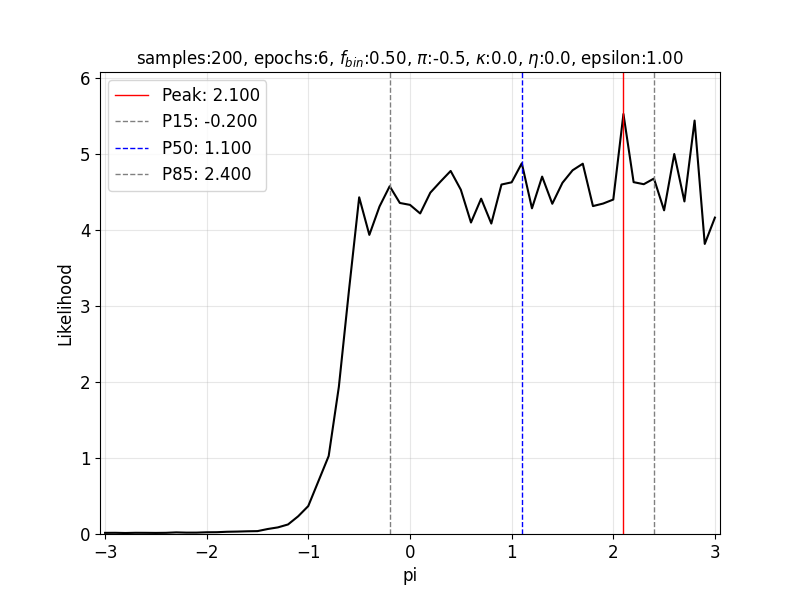 samples:200, epochs:6, f_bin:0.50, π:-0.5, κ:0.0, η:0.0, epsilon:1.00
Peak: 2.100
P15: -0.200
P50: 1.100
P85: 2.400
Likelihood
6
5
4
3
2
1
0
−3 −2 −1 0 1 2 3
pi